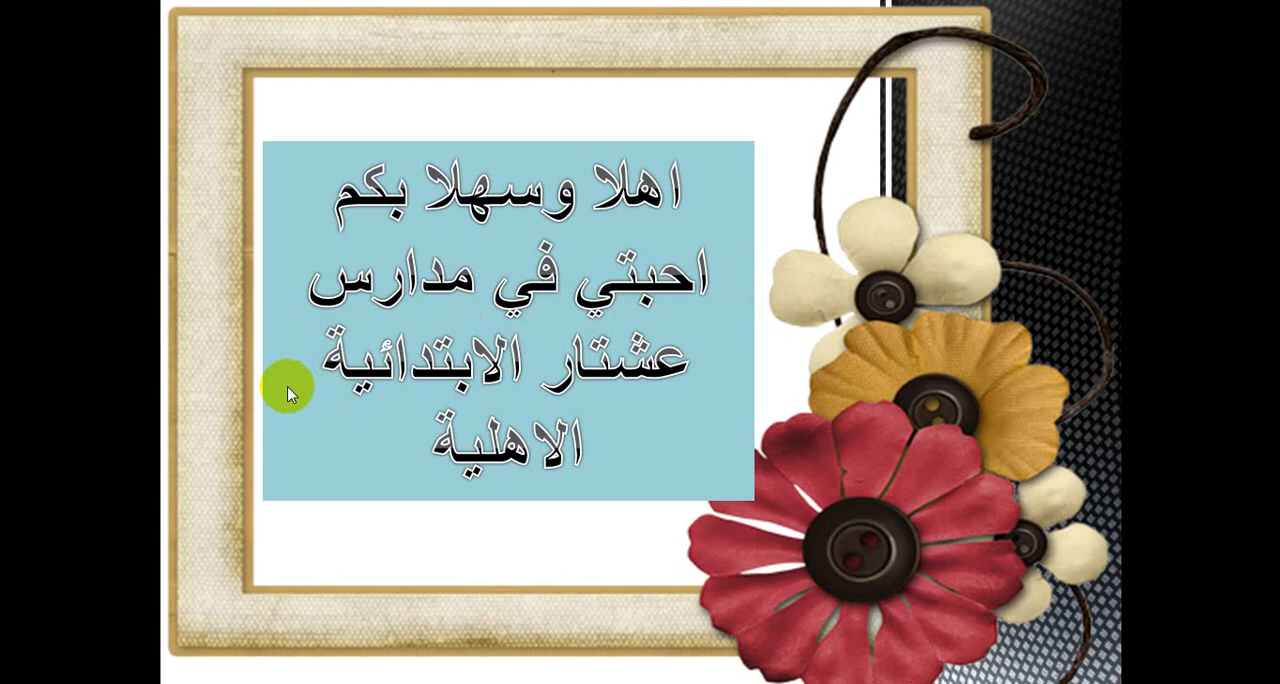 اهلا وسهلا بكم
احبتي في مدارس
عشتار الابتدائية
الاهلية